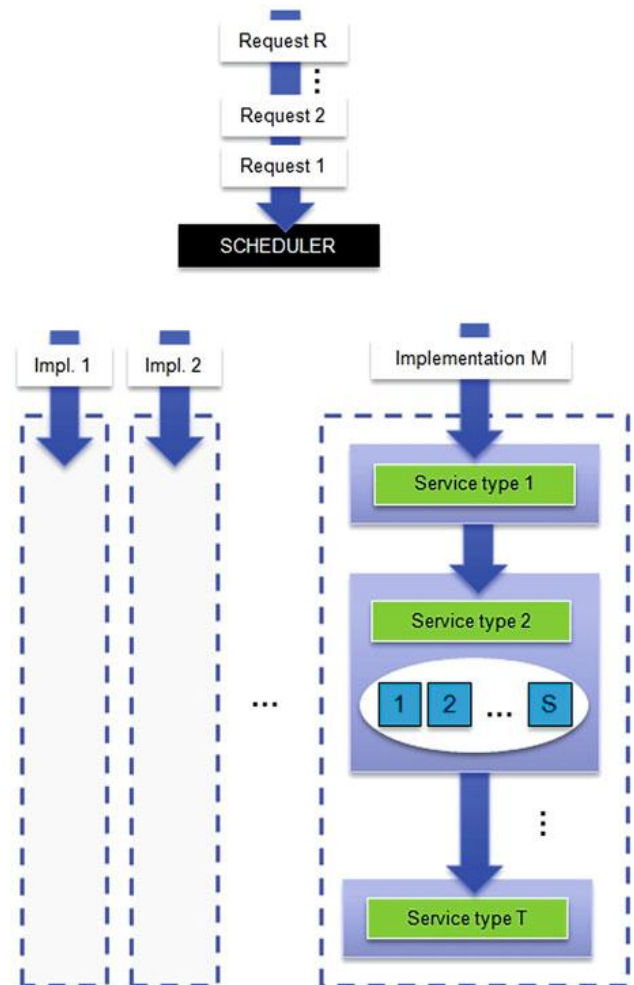 Request R
⋮
Request 2
Request 1
SCHEDULER
Impl. 1
Impl. 2
Implementation M
Service type 1
Service type 2
1 2 ... S
...
⋮
Service type T